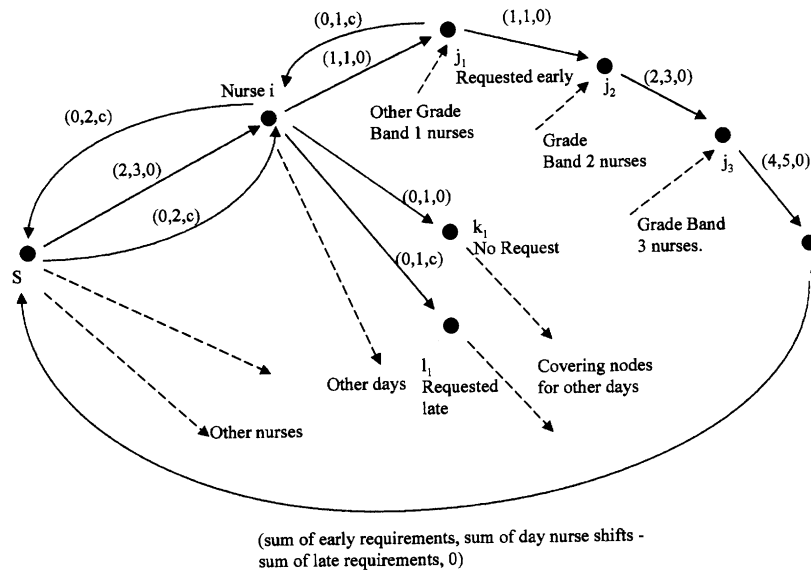 (0,1,c)
(1,1,0)
j1
Requested early
(1,1,0)
j2
(2,3,0)
j3
(4,5,0)
Nurse i
(0,2,c)
(2,3,0)
(0,2,c)
S
Other Grade
Band 1 nurses
Grade
Band 2 nurses
Grade Band
3 nurses.
(0,1,0)
k1
No Request
(0,1,c)
l1
Requested
late
Other days
Other nurses
Covering nodes
for other days
(sum of early requirements, sum of day nurse shifts -
sum of late requirements, 0)